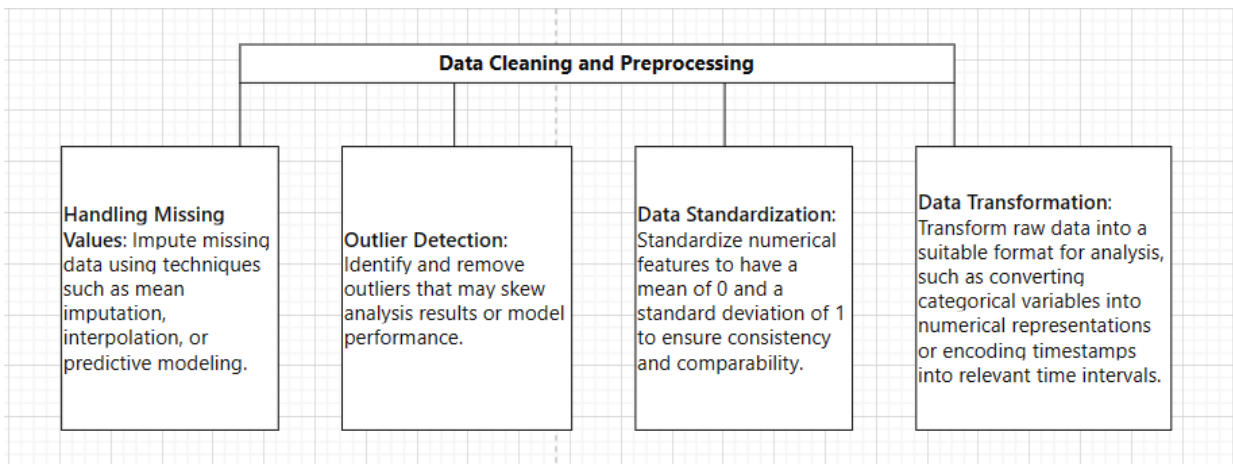 Data Cleaning and Preprocessing
Handling Missing
Values: Impute missing
data using techniques
such as mean
imputation,
interpolation, or
predictive modeling.
Outlier Detection:
Identify and remove
outliers that may skew
analysis results or model
performance.
Data Standardization:
Standardize numerical
features to have a
mean of 0 and a
standard deviation of 1
to ensure consistency
and comparability.
Data Transformation:
Transform raw data into a
suitable format for analysis,
such as converting
categorical variables into
numerical representations
or encoding timestamps
into relevant time intervals.